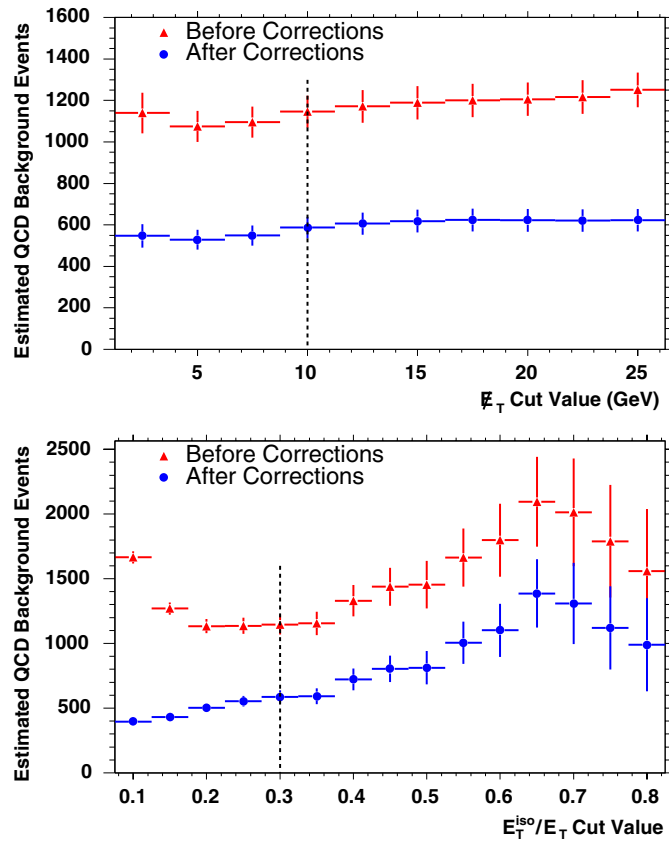 Estimated QCD Background Events
1600
1400
1200
1000
800
600
400
200
0
Before Corrections
After Corrections
5 10 15 20 25
E̸_T Cut Value (GeV)
Estimated QCD Background Events
2500
2000
1500
1000
500
0
Before Corrections
After Corrections
0.1 0.2 0.3 0.4 0.5 0.6 0.7 0.8
E_T^iso/E_T Cut Value